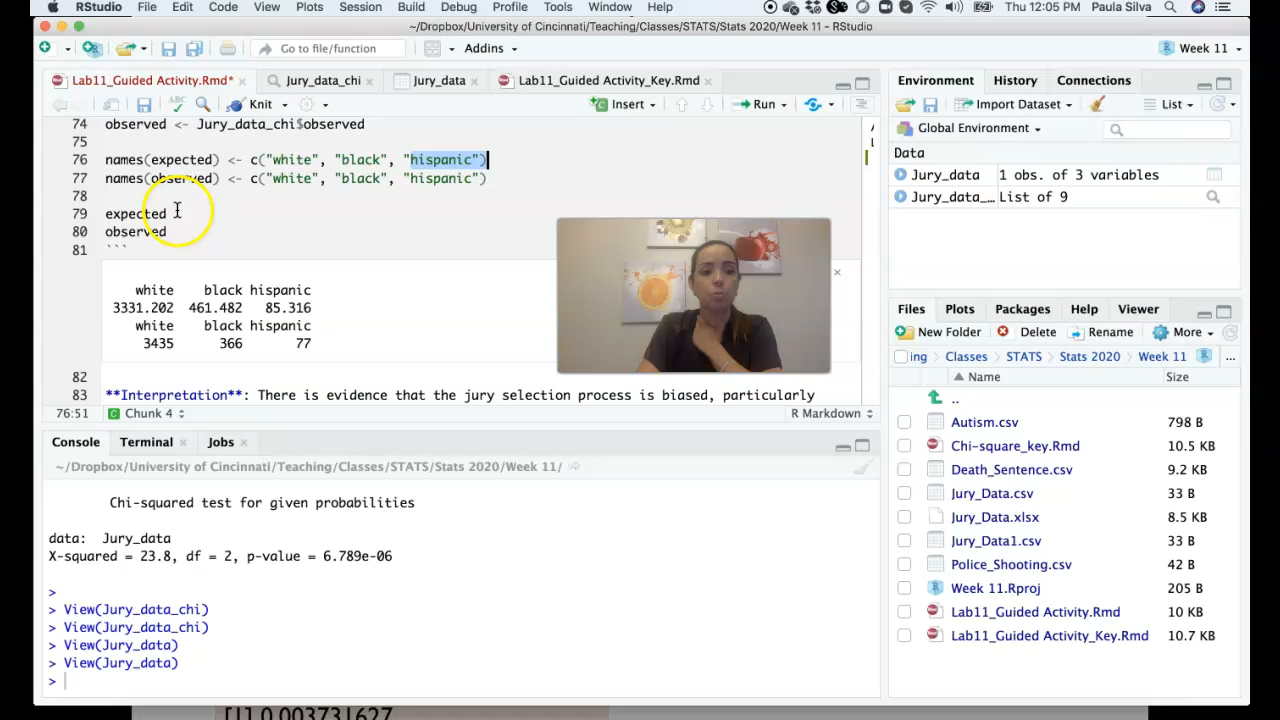 RStudio File Edit Code View Plots Session Build Debug Profile Tools Window Help Thu 12:05 PM Paula Silva
~/Dropbox/University of Cincinnati/Teaching/Classes/STATS/Stats 2020/Week 11 - RStudio
Go to file/function Addins Week 11
Lab11_Guided Activity.Rmd* Jury_data_chi Jury_data Lab11_Guided Activity_Key.Rmd
ABC Knit Insert Run
74 observed <- Jury_data_chi$observed
75
76 names(expected) <- c("white", "black", "hispanic")
77 names(observed) <- c("white", "black", "hispanic")
78
79 expected
80 observed
81 ```
white black hispanic
3331.202 461.482 85.316
white black hispanic
3435 366 77
82
83 **Interpretation**: There is evidence that the jury selection process is biased, particularly
76:51 Chunk 4 R Markdown
Console Terminal Jobs
~/Dropbox/University of Cincinnati/Teaching/Classes/STATS/Stats 2020/Week 11/
Chi-squared test for given probabilities
data: Jury_data
X-squared = 23.8, df = 2, p-value = 6.789e-06
>
> View(Jury_data_chi)
> View(Jury_data_chi)
> View(Jury_data)
> View(Jury_data)
>
Environment History Connections
Import Dataset List
Global Environment
Data
Jury_data 1 obs. of 3 variables
Jury_data_… List of 9
Files Plots Packages Help Viewer
New Folder Delete Rename More
ing Classes STATS Stats 2020 Week 11 ...
Name Size
..
Autism.csv 798 B
Chi-square_key.Rmd 10.5 KB
Death_Sentence.csv 9.2 KB
Jury_Data.csv 33 B
Jury_Data.xlsx 8.5 KB
Jury_Data1.csv 33 B
Police_Shooting.csv 42 B
Week 11.Rproj 205 B
Lab11_Guided Activity.Rmd 10 KB
Lab11_Guided Activity_Key.Rmd 10.7 KB
[1] 0.003731627